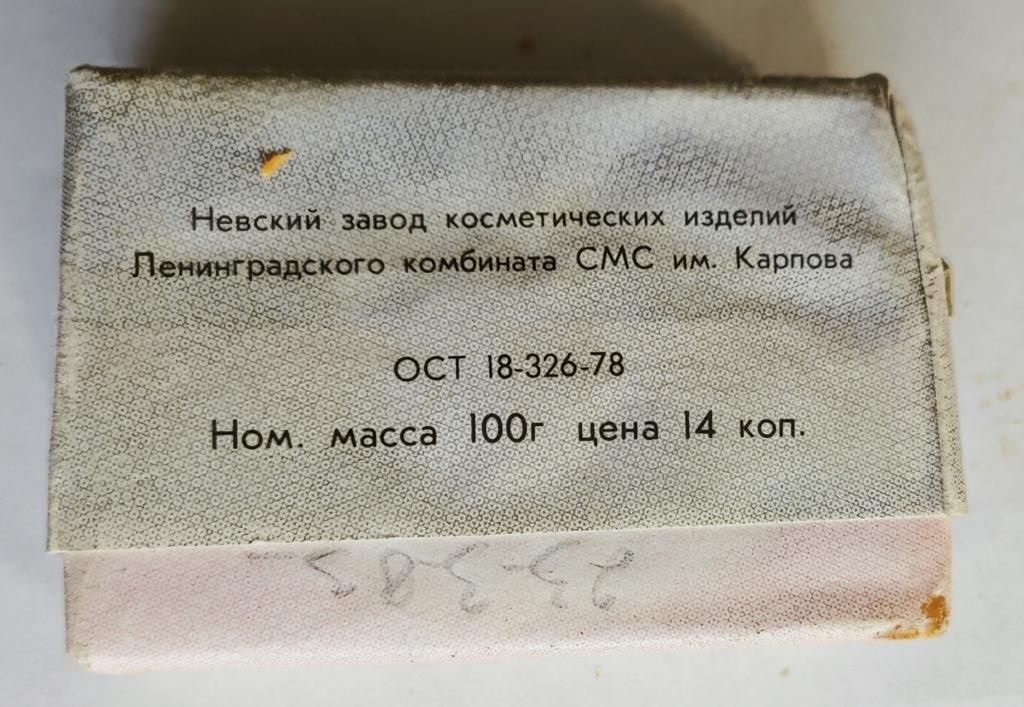 Невский завод косметических изделий
Ленинградского комбината СМС им. Карпова
ОСТ 18-326-78
Ном. масса 100г цена 14 коп.